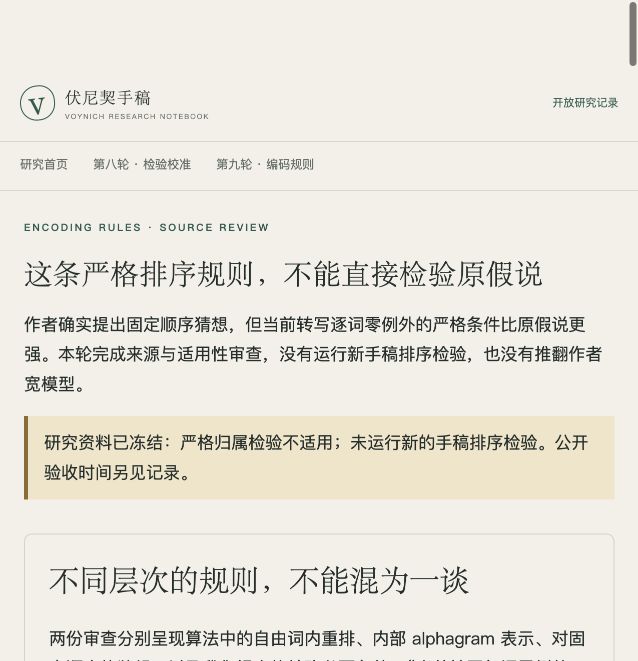 V 伏尼契手稿
VOYNICH RESEARCH NOTEBOOK
开放研究记录
研究首页 第八轮 · 检验校准 第九轮 · 编码规则
ENCODING RULES · SOURCE REVIEW
这条严格排序规则，不能直接检验原假说
作者确实提出固定顺序猜想，但当前转写逐词零例外的严格条件比原假说更
强。本轮完成来源与适用性审查，没有运行新手稿排序检验，也没有推翻作者
宽模型。
研究资料已冻结：严格归属检验不适用；未运行新的手稿排序检验。公开
验收时间另见记录。
不同层次的规则，不能混为一谈
两份审查分别呈现算法中的自由词内重排、内部 alphagram 表示、对固